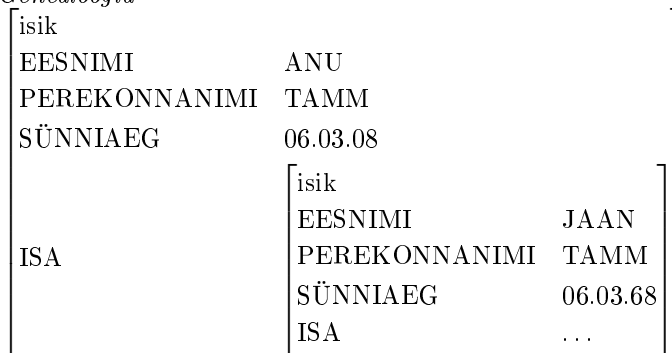 Genealoogia
isik
EESNIMI ANU
PEREKONNANIMI TAMM
SÜNNIAEG 06.03.08
isik
EESNIMI JAAN
PEREKONNANIMI TAMM
SÜNNIAEG 06.03.68
ISA ...
ISA